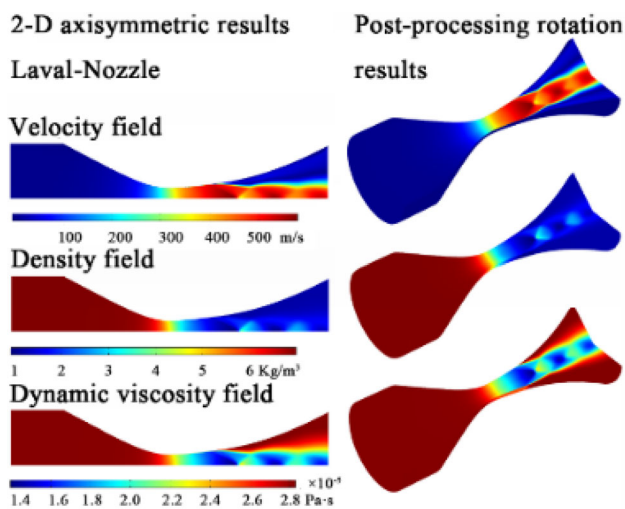 2-D axisymmetric results
Laval-Nozzle
Post-processing rotation
results
Velocity field
100 200 300 400 500 m/s
Density field
1 2 3 4 5 6 Kg/m³
Dynamic viscosity field
×10⁻⁵
1.4 1.6 1.8 2.0 2.2 2.4 2.6 2.8 Pa·s